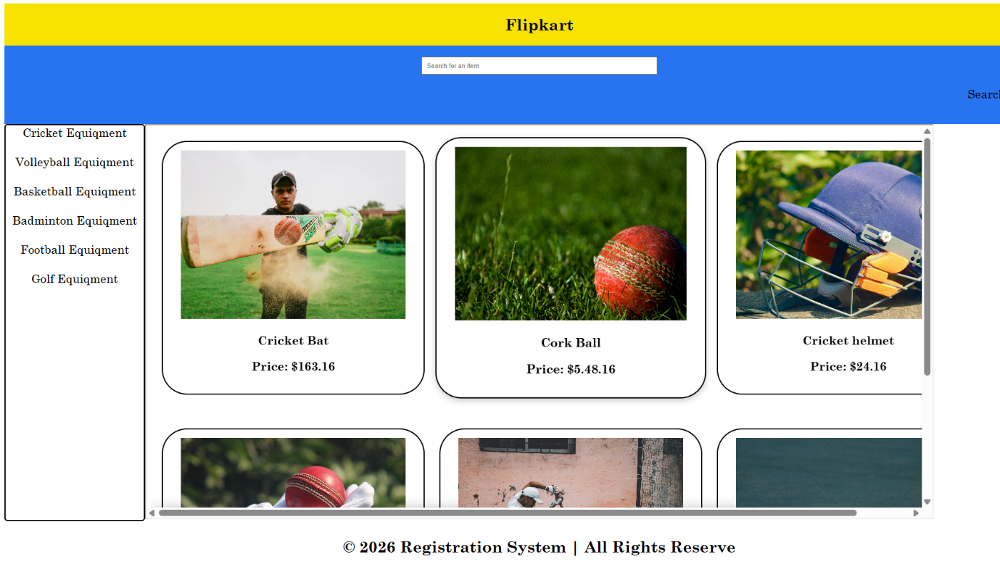 Flipkart
Search for an item
Search
Cricket Equiqment
Volleyball Equiqment
Basketball Equiqment
Badminton Equiqment
Football Equiqment
Golf Equiqment
Cricket Bat
Price: $163.16
Cork Ball
Price: $5.48.16
Cricket helmet
Price: $24.16
© 2026 Registration System | All Rights Reserve